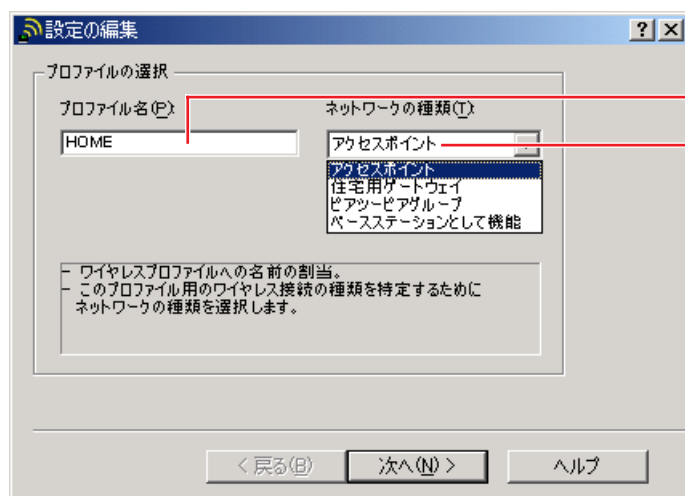 設定の編集
プロファイルの選択
プロファイル名(P):
ネットワークの種類(T):
HOME
アクセスポイント
アクセスポイント
住宅用ゲートウェイ
ピアツーピアグループ
ベースステーションとして機能
- ワイヤレスプロファイルへの名前の割当。
- このプロファイル用のワイヤレス接続の種類を特定するために
ネットワークの種類を選択します。
< 戻る(B)
次へ(N) >
ヘルプ